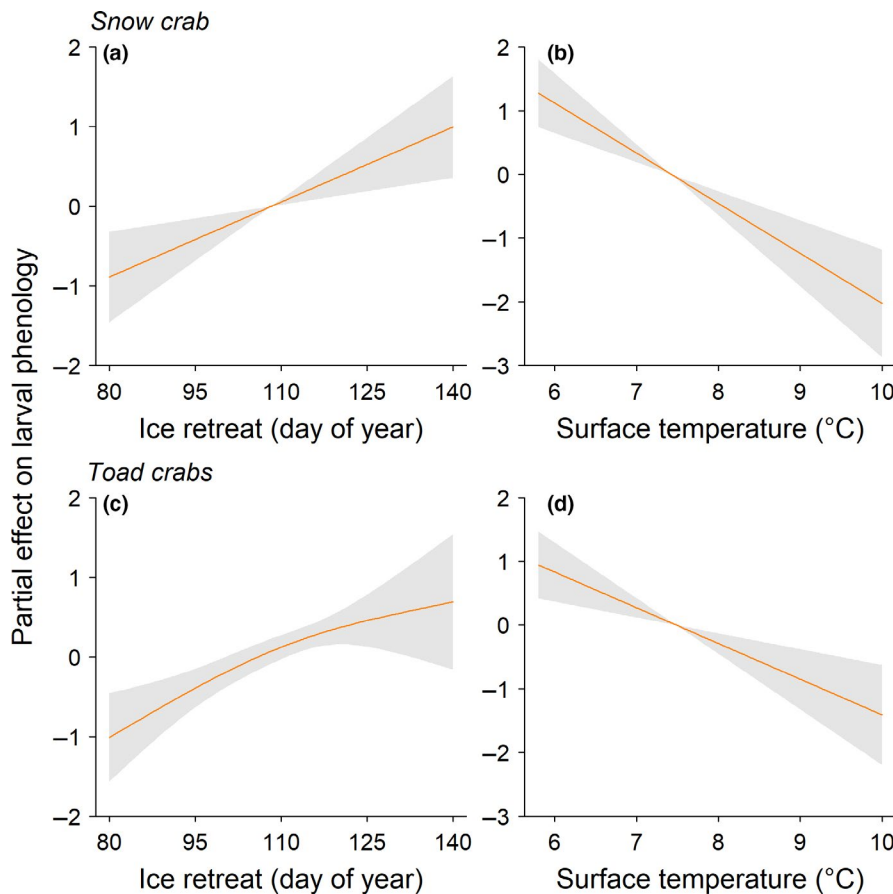 Snow crab
(a)
2
1
0
−1
−2
80 95 110 125 140
Ice retreat (day of year)
(b)
2
1
0
−1
−2
−3
6 7 8 9 10
Surface temperature (°C)
Partial effect on larval phenology
Toad crabs
(c)
2
1
0
−1
−2
80 95 110 125 140
Ice retreat (day of year)
(d)
2
1
0
−1
−2
−3
6 7 8 9 10
Surface temperature (°C)